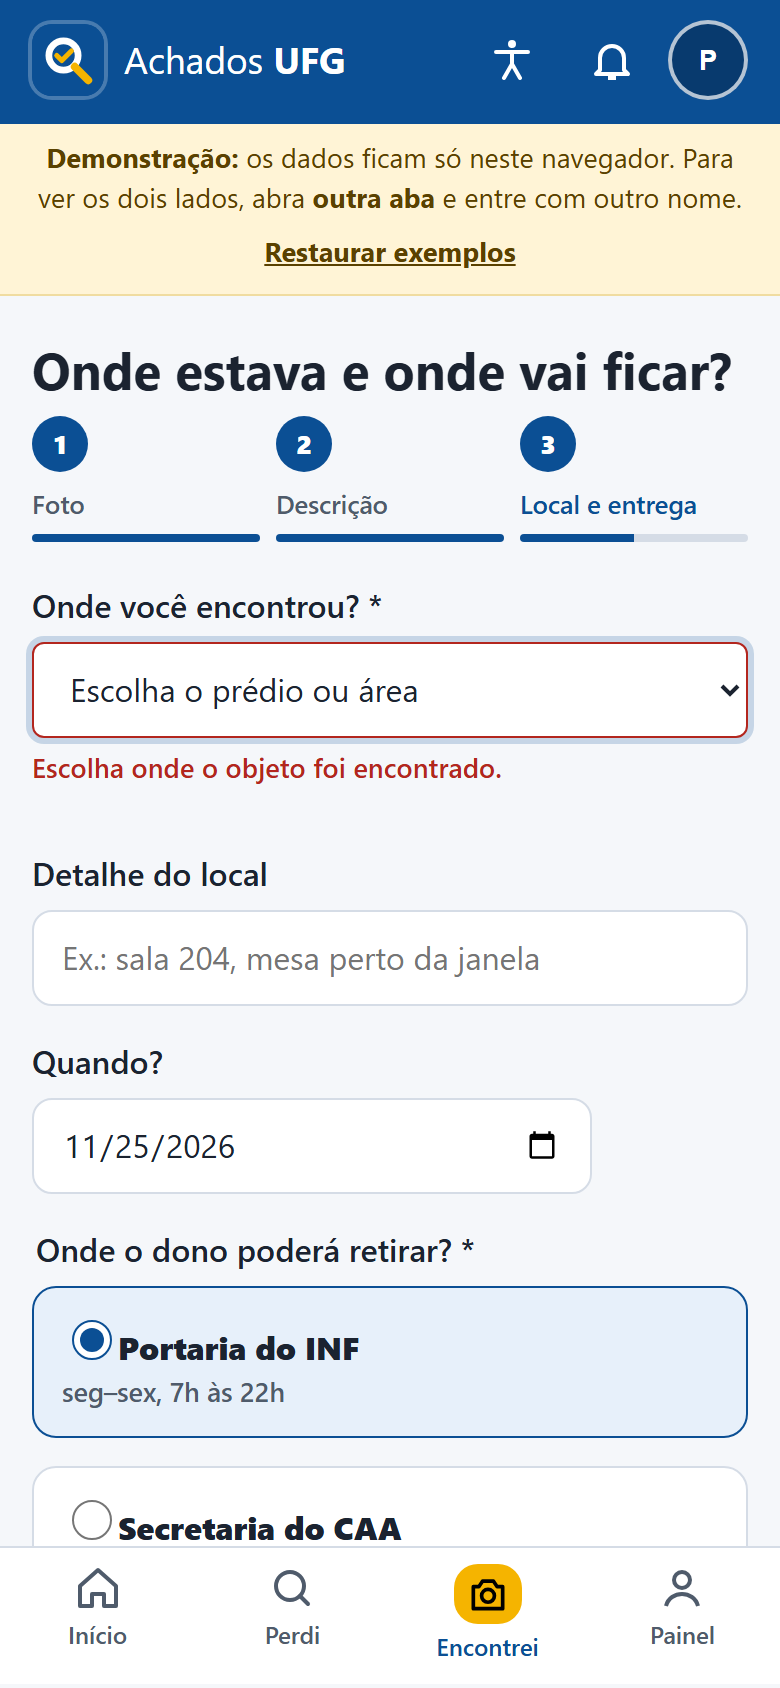 Achados UFG
P
Demonstração: os dados ficam só neste navegador. Para
ver os dois lados, abra outra aba e entre com outro nome.
Restaurar exemplos
Onde estava e onde vai ficar?
1
2
3
Foto
Descrição
Local e entrega
Onde você encontrou? *
Escolha o prédio ou área
Escolha onde o objeto foi encontrado.
Detalhe do local
Ex.: sala 204, mesa perto da janela
Quando?
11/25/2026
Onde o dono poderá retirar? *
Portaria do INF
seg–sex, 7h às 22h
Secretaria do CAA
Início
Perdi
Encontrei
Painel